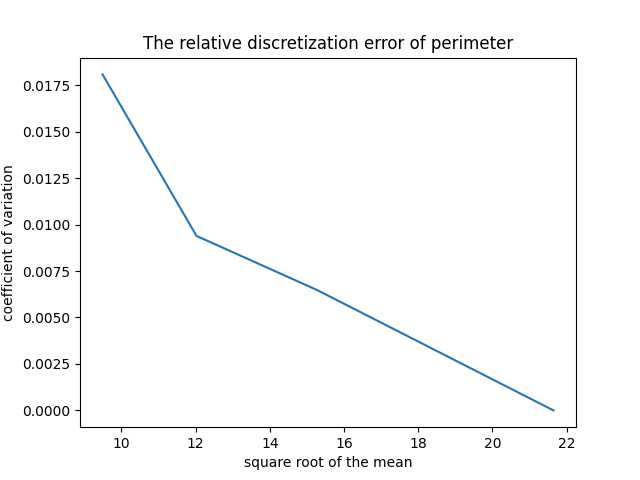 The relative discretization error of perimeter
0.0175
0.0150
0.0125
0.0100
0.0075
0.0050
0.0025
0.0000
coefficient of variation
10 12 14 16 18 20 22
square root of the mean